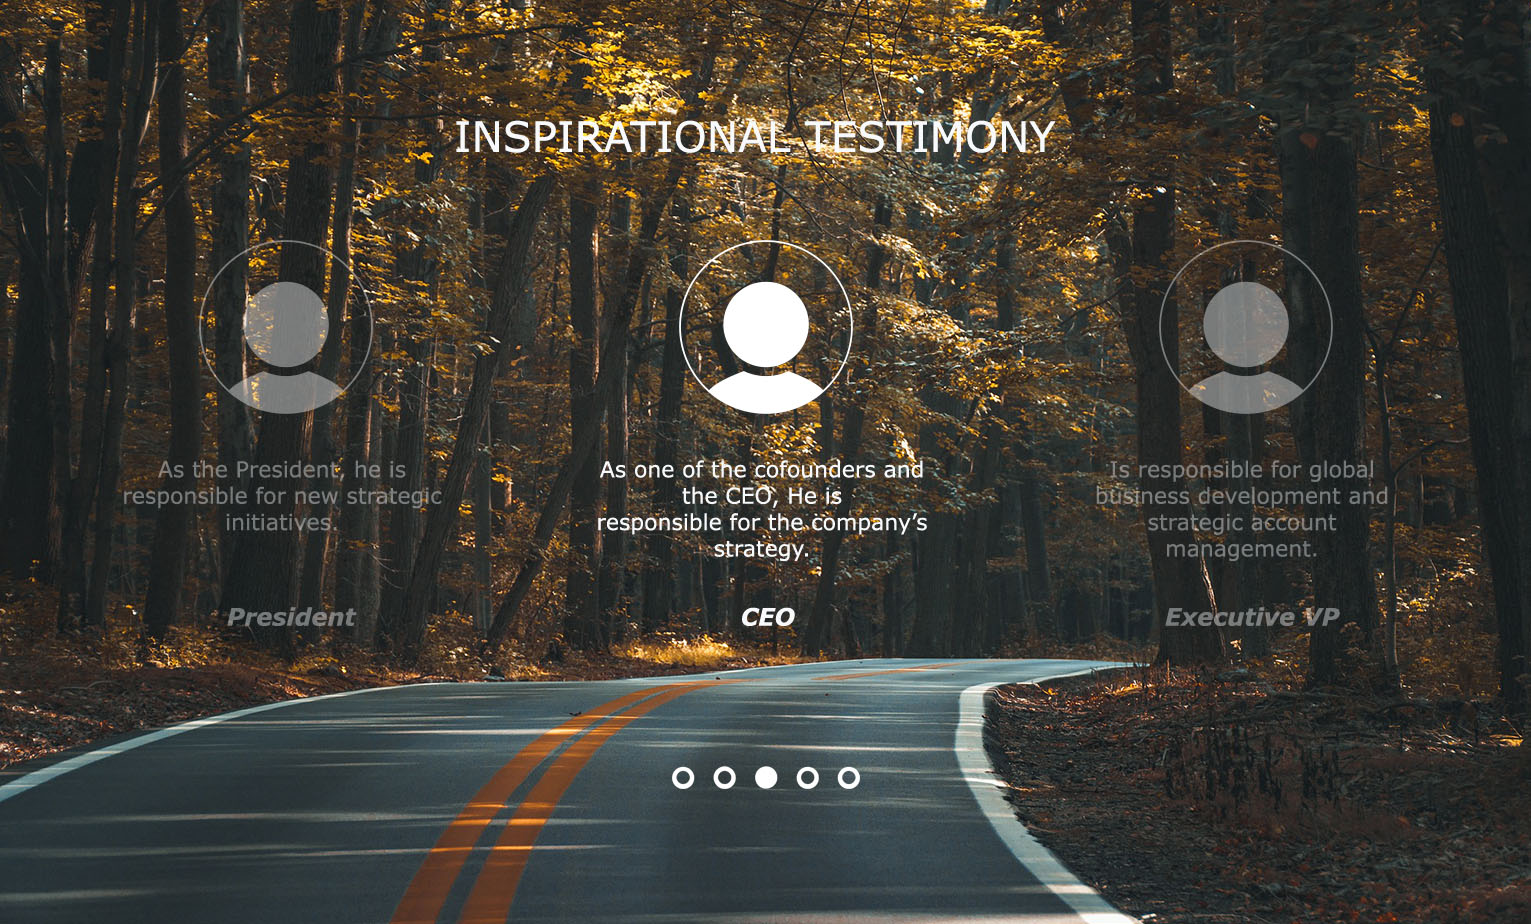 INSPIRATIONAL TESTIMONY
As the President, he is
responsible for new strategic
initiatives.
President
As one of the cofounders and
the CEO, He is
responsible for the company’s
strategy.
CEO
Is responsible for global
business development and
strategic account
management.
Executive VP